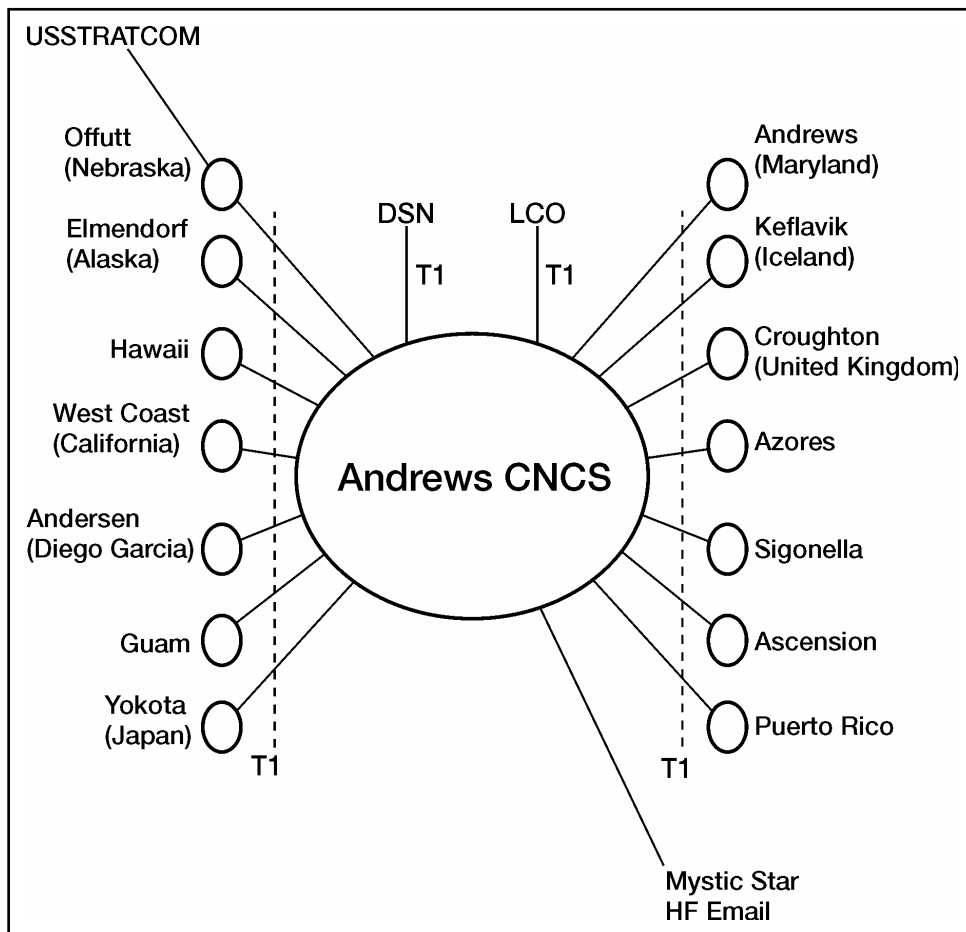 USSTRATCOM
Offutt
(Nebraska)
Elmendorf
(Alaska)
Hawaii
West Coast
(California)
Andersen
(Diego Garcia)
Guam
Yokota
(Japan)
T1
DSN
T1
LCO
T1
Andrews CNCS
Andrews
(Maryland)
Keflavik
(Iceland)
Croughton
(United Kingdom)
Azores
Sigonella
Ascension
Puerto Rico
T1
Mystic Star
HF Email